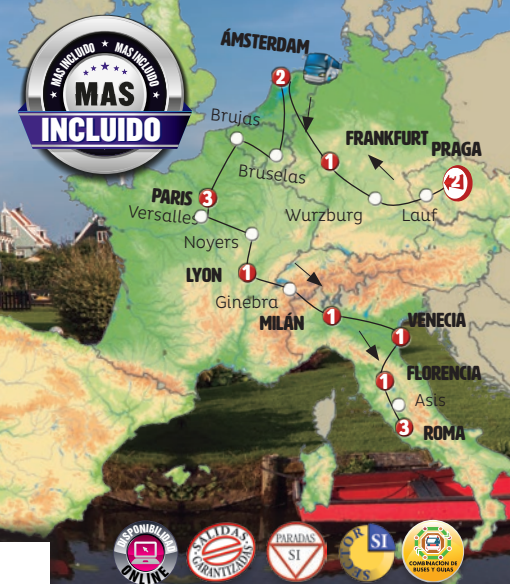 MAS INCLUIDO ★ MAS INCLUIDO
MAS
INCLUIDO
MAS INCLUIDO
ÁMSTERDAM
2
Brujas
Bruselas
1
FRANKFURT
PRAGA
2
Wurzburg
Lauf
PARIS
3
Versalles
Noyers
LYON
1
Ginebra
MILÁN
1
VENECIA
1
1
FLORENCIA
Asis
3
ROMA
DISPONIBILIDAD
ONLINE
SALIDAS
GARANTIZADAS
PARADAS
SI
SI
COMBINACION DE
BUSES Y GUIAS